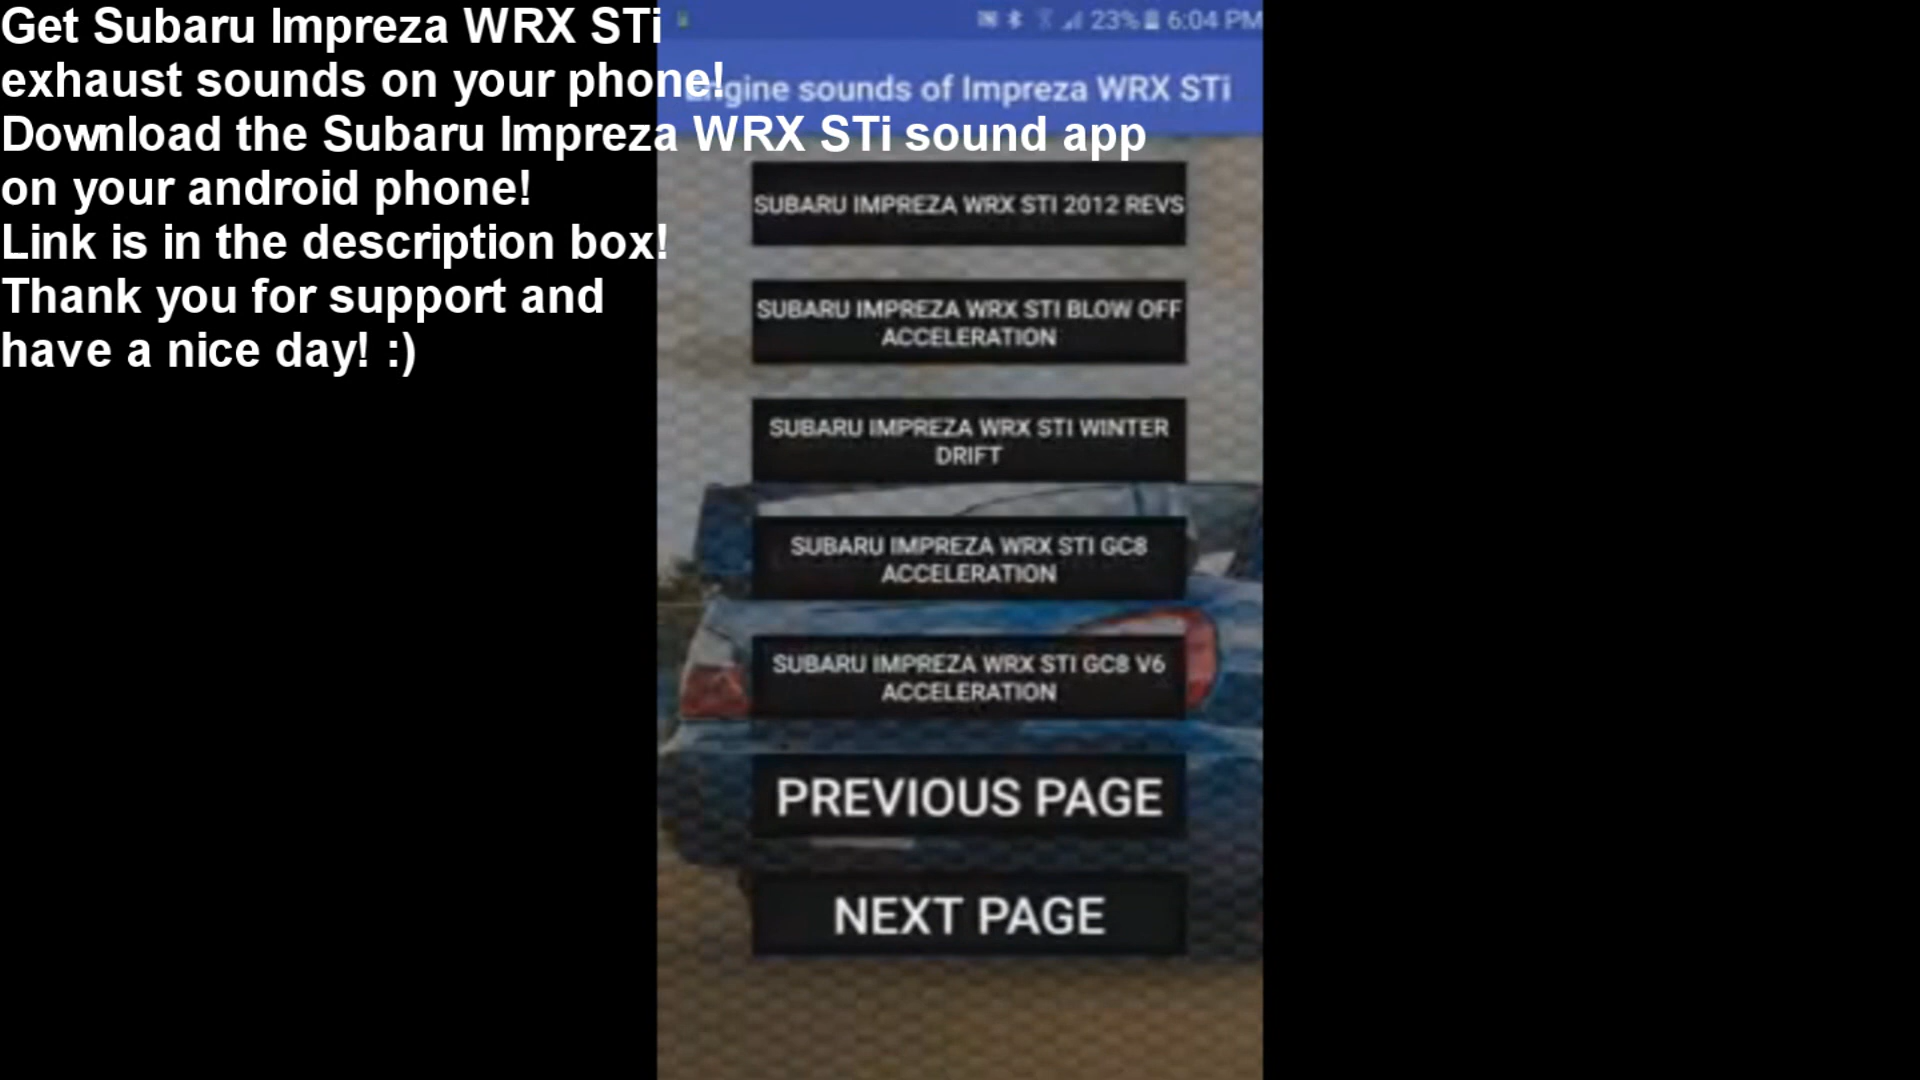 Get Subaru Impreza WRX STi
exhaust sounds on your phone!
Download the Subaru Impreza WRX STi sound app
on your android phone!
Link is in the description box!
Thank you for support and
have a nice day! :)
23% 6:04 PM
Engine sounds of Impreza WRX STi
SUBARU IMPREZA WRX STI 2012 REVS
SUBARU IMPREZA WRX STI BLOW OFF
ACCELERATION
SUBARU IMPREZA WRX STI WINTER
DRIFT
SUBARU IMPREZA WRX STI GC8
ACCELERATION
SUBARU IMPREZA WRX STI GC8 V6
ACCELERATION
PREVIOUS PAGE
NEXT PAGE